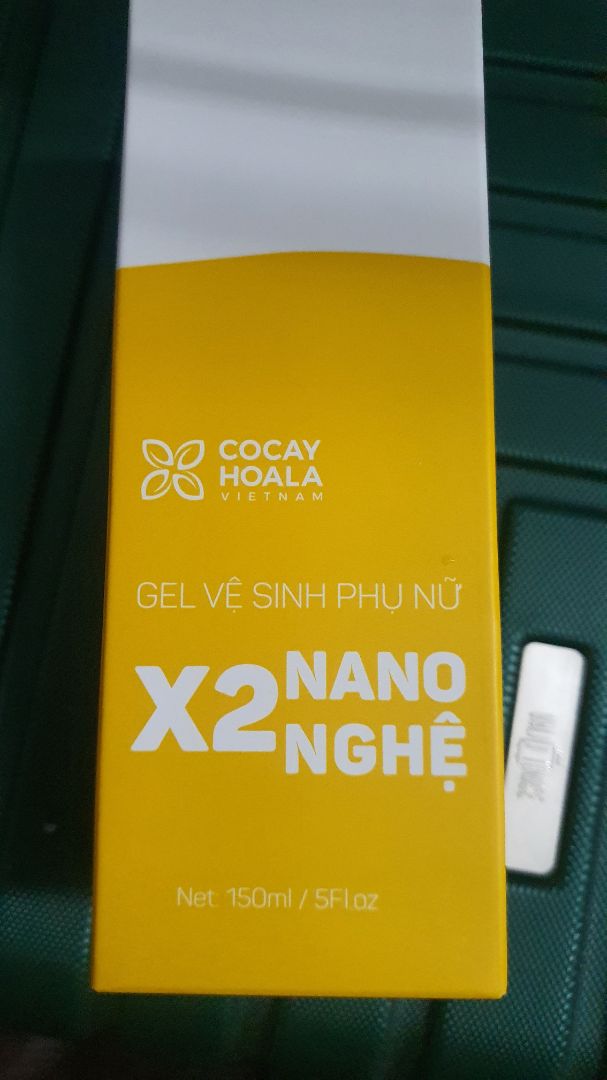 COCAY
HOALA
VIETNAM
GEL VỆ SINH PHỤ NỮ
X2 NANO
NGHỆ
Net: 150ml / 5Fl.oz